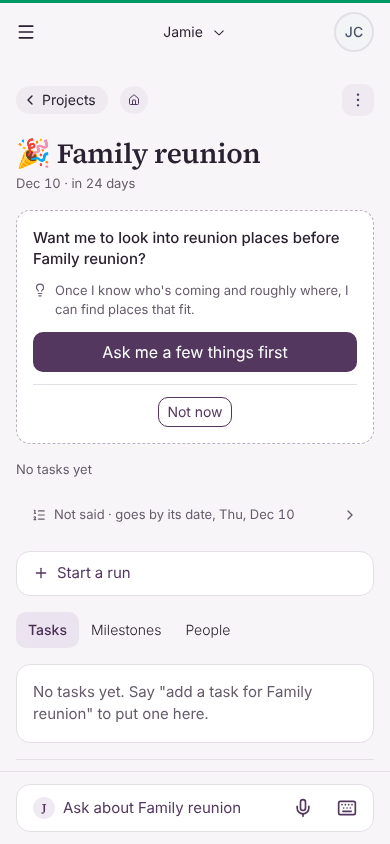 Jamie
JC
Projects
🎉 Family reunion
Dec 10 · in 24 days
Want me to look into reunion places before
Family reunion?
Once I know who's coming and roughly where, I
can find places that fit.
Ask me a few things first
Not now
No tasks yet
Not said · goes by its date, Thu, Dec 10
Start a run
Tasks Milestones People
No tasks yet. Say "add a task for Family
reunion" to put one here.
J Ask about Family reunion